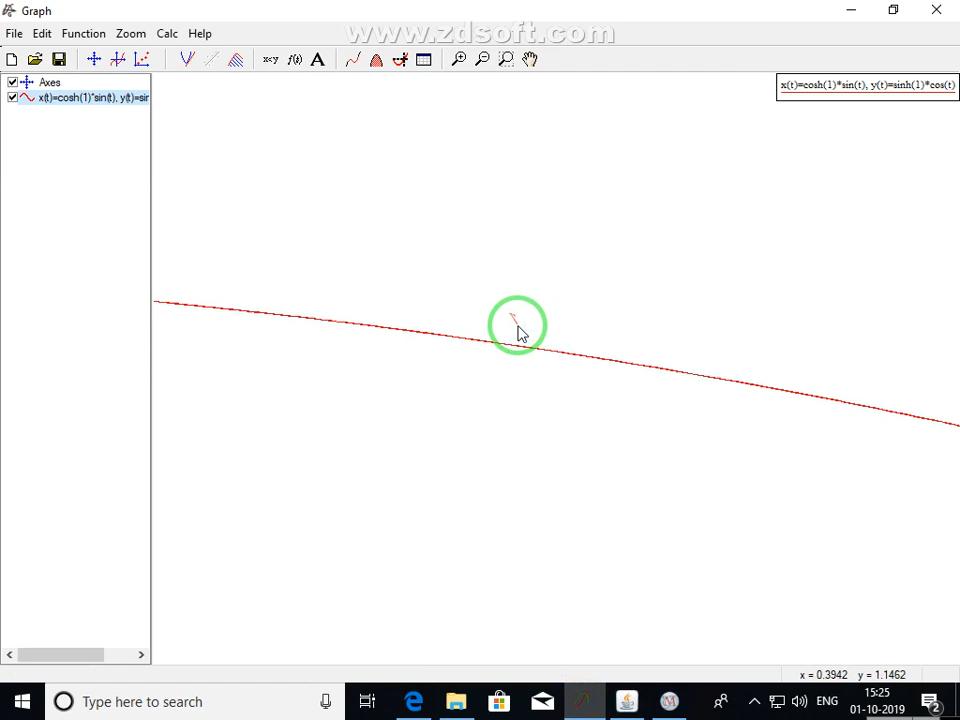 Graph
www.zdsoft.com
File Edit Function Zoom Calc Help
x<y f(x) A
Axes
x(t)=cosh(1)*sin(t), y(t)=sin
x(t)=cosh(1)*sin(t), y(t)=sinh(1)*cos(t)
x = 0.3942 y = 1.1462
Type here to search
ENG
15:25
01-10-2019
2